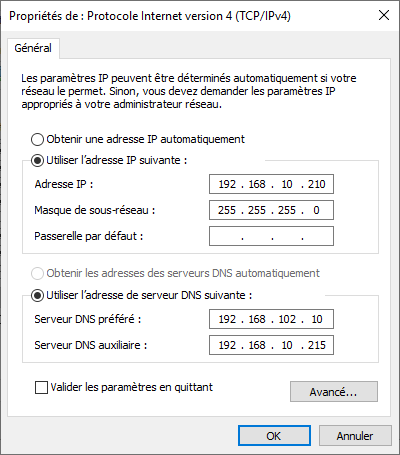 Propriétés de : Protocole Internet version 4 (TCP/IPv4)
Général
Les paramètres IP peuvent être déterminés automatiquement si votre
réseau le permet. Sinon, vous devez demander les paramètres IP
appropriés à votre administrateur réseau.
Obtenir une adresse IP automatiquement
Utiliser l'adresse IP suivante :
Adresse IP : 192 . 168 . 10 . 210
Masque de sous-réseau : 255 . 255 . 255 . 0
Passerelle par défaut : . . .
Obtenir les adresses des serveurs DNS automatiquement
Utiliser l'adresse de serveur DNS suivante :
Serveur DNS préféré : 192 . 168 . 102 . 10
Serveur DNS auxiliaire : 192 . 168 . 10 . 215
Valider les paramètres en quittant
Avancé...
OK Annuler